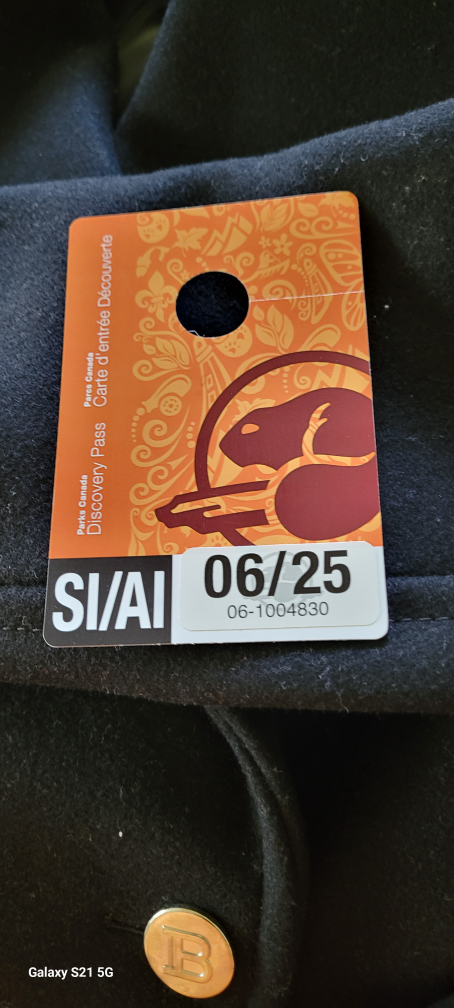 Parks Canada
Discovery Pass
Parcs Canada
Carte d'entrée Découverte
SI/AI
06/25
06-1004830
B
Galaxy S21 5G